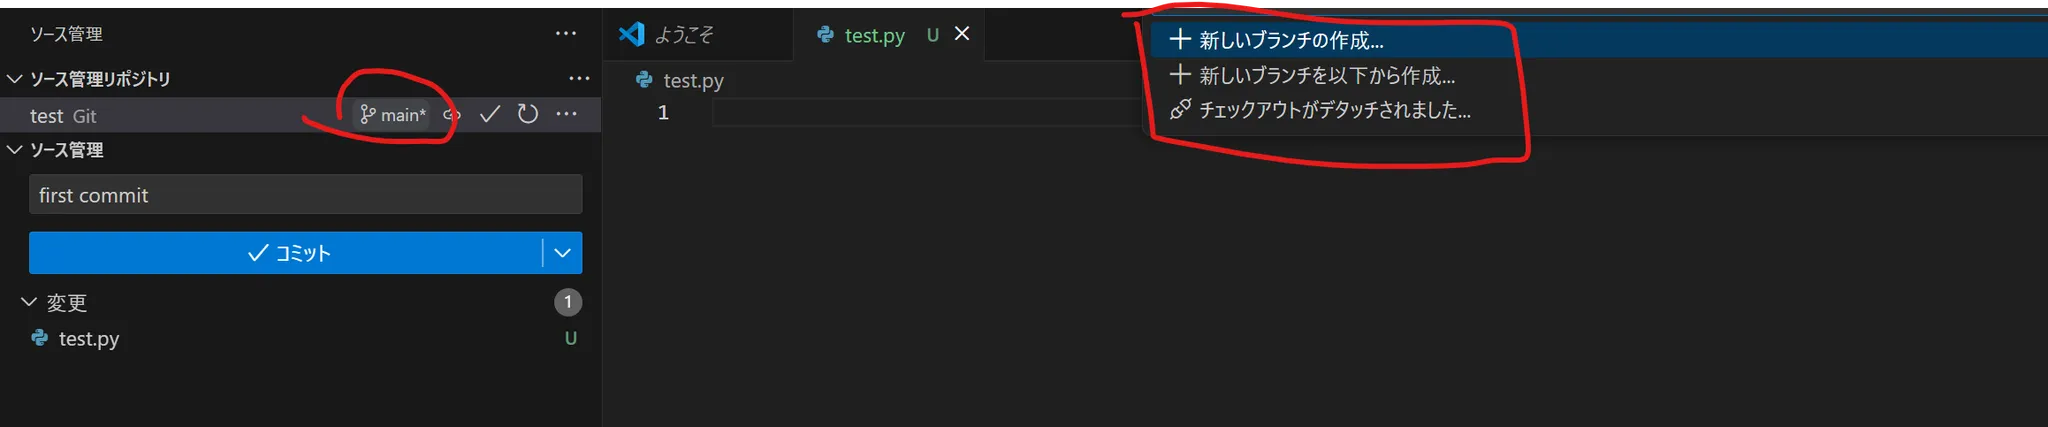 ソース管理
ソース管理リポジトリ
test Git main*
ソース管理
first commit
コミット
変更 1
test.py U
ようこそ
test.py U
test.py
1
新しいブランチの作成...
新しいブランチを以下から作成...
チェックアウトがデタッチされました...